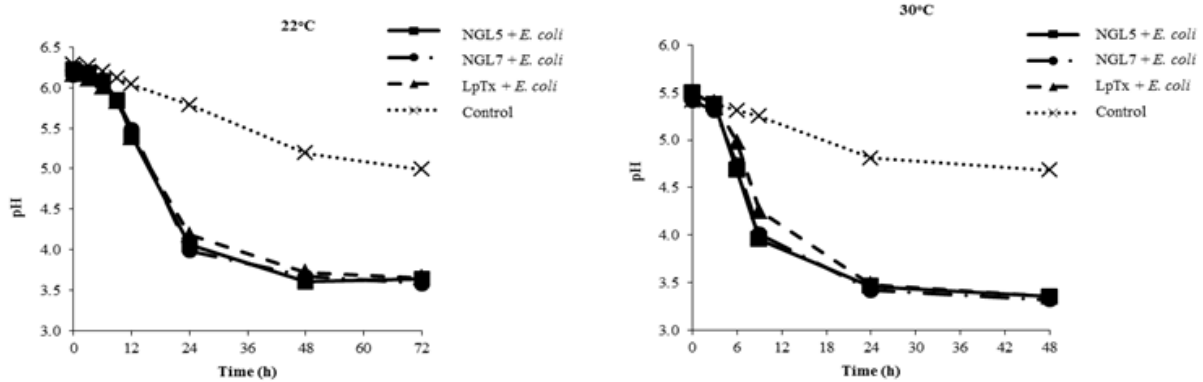 22°C
NGL5 + E. coli
NGL7 + E. coli
LpTx + E. coli
Control
6.5
6.0
5.5
5.0
4.5
4.0
3.5
3.0
pH
0 12 24 36 48 60 72
Time (h)
30°C
NGL5 + E. coli
NGL7 + E. coli
LpTx + E. coli
Control
6.0
5.5
5.0
4.5
4.0
3.5
3.0
pH
0 6 12 18 24 30 36 42 48
Time (h)